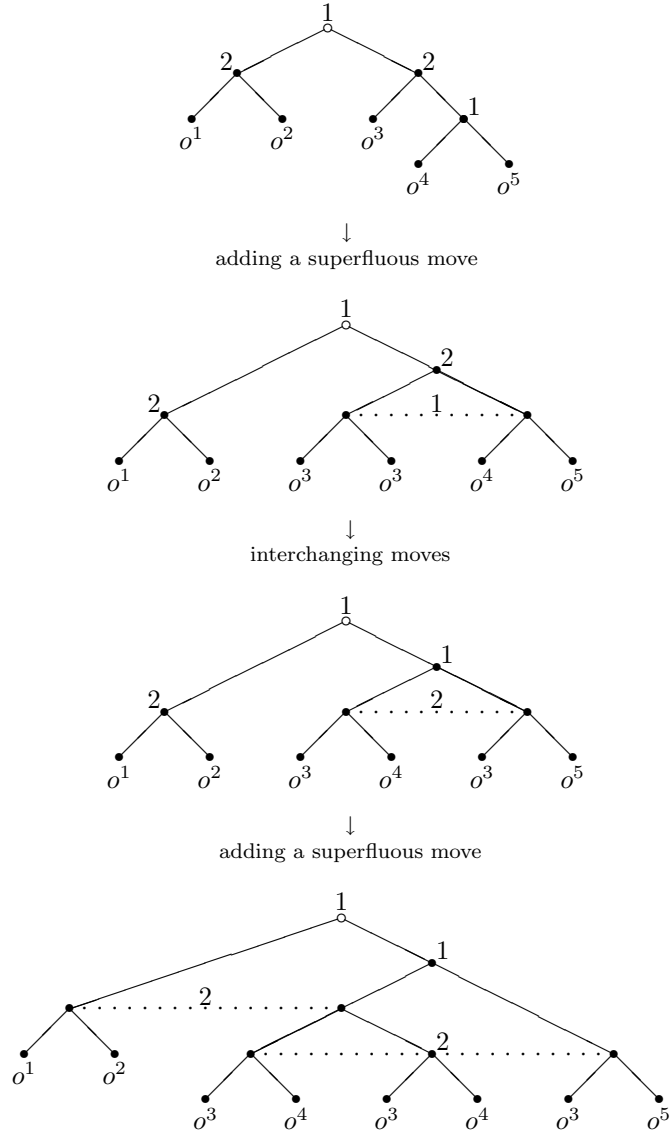 1
2 2
1
o¹ o² o³
o⁴ o⁵
↓
adding a superfluous move
1
2
2 1
o¹ o² o³ o³ o⁴ o⁵
↓
interchanging moves
1
1
2 2
o¹ o² o³ o⁴ o³ o⁵
↓
adding a superfluous move
1
1
2
2
o¹ o²
o³ o⁴ o³ o⁴ o³ o⁵